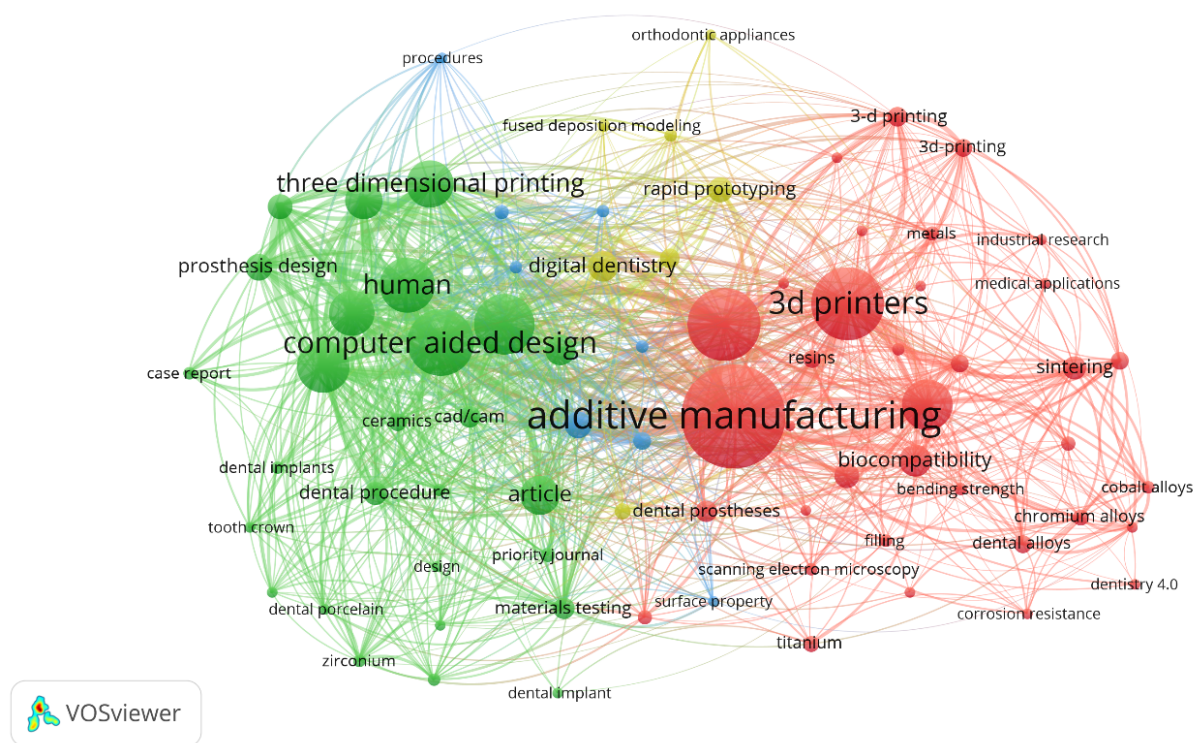 orthodontic appliances
procedures
3-d printing
fused deposition modeling
3d-printing
three dimensional printing
rapid prototyping
metals
industrial research
prosthesis design
digital dentistry
human
medical applications
3d printers
computer aided design
resins
sintering
case report
additive manufacturing
ceramics
cad/cam
biocompatibility
dental implants
dental procedure
article
bending strength
cobalt alloys
dental prostheses
chromium alloys
tooth crown
filling
dental alloys
priority journal
design
scanning electron microscopy
dentistry 4.0
dental porcelain
materials testing
surface property
corrosion resistance
titanium
zirconium
dental implant
VOSviewer